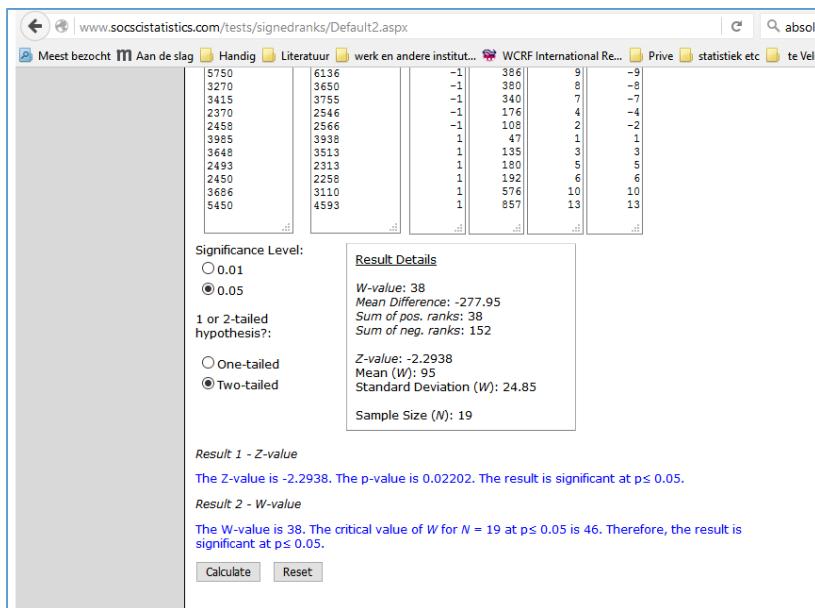 www.socscistatistics.com/tests/signedranks/Default2.aspx absol
Meest bezocht Aan de slag Handig Literatuur werk en andere institut... WCRF International Re... Prive statistiek etc te Vel
5750 6136 -1 386 9 -9
3270 3650 -1 380 8 -8
3415 3755 -1 340 7 -7
2370 2546 -1 176 4 -4
2458 2566 -1 108 2 -2
3985 3938 1 47 1 1
3648 3513 1 135 3 3
2493 2313 1 180 5 5
2450 2258 1 192 6 6
3686 3110 1 576 10 10
5450 4593 1 857 13 13
Significance Level:
0.01
0.05
1 or 2-tailed
hypothesis?:
One-tailed
Two-tailed
Result Details
W-value: 38
Mean Difference: -277.95
Sum of pos. ranks: 38
Sum of neg. ranks: 152
Z-value: -2.2938
Mean (W): 95
Standard Deviation (W): 24.85
Sample Size (N): 19
Result 1 - Z-value
The Z-value is -2.2938. The p-value is 0.02202. The result is significant at p≤ 0.05.
Result 2 - W-value
The W-value is 38. The critical value of W for N = 19 at p≤ 0.05 is 46. Therefore, the result is
significant at p≤ 0.05.
Calculate Reset